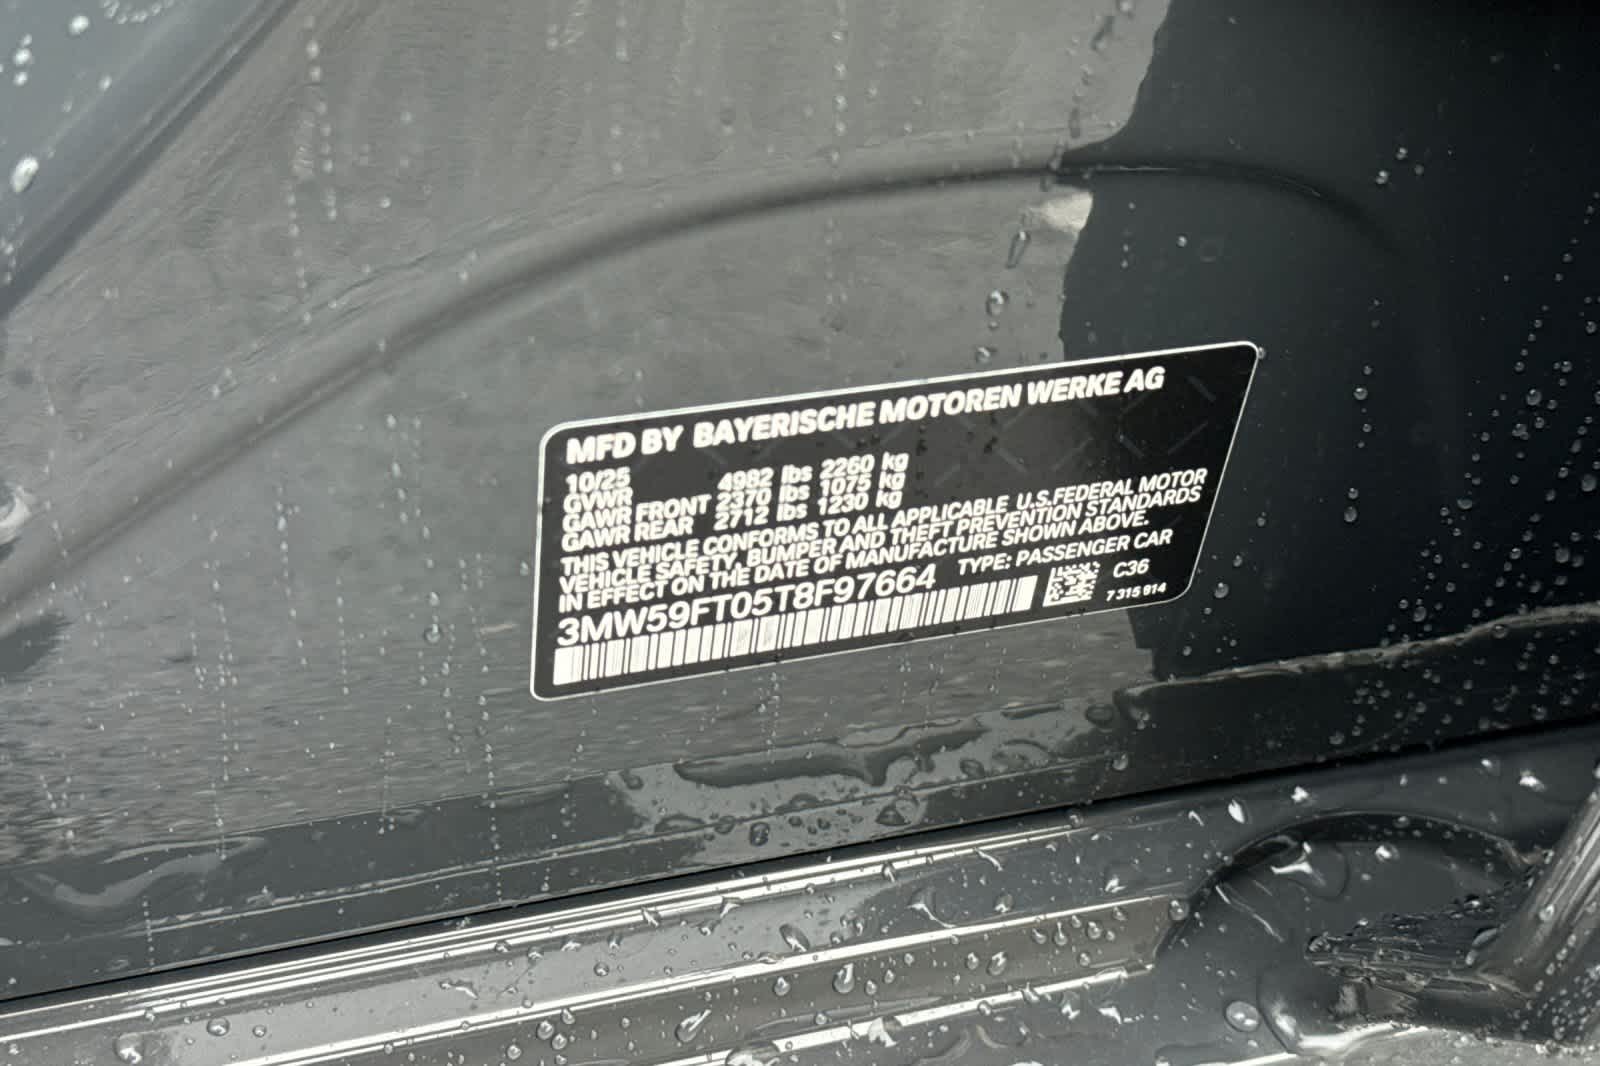 MFD BY BAYERISCHE MOTOREN WERKE AG
10/25
GVWR 4982 lbs 2260 kg
GAWR FRONT 2370 lbs 1075 kg
GAWR REAR 2712 lbs 1230 kg
THIS VEHICLE CONFORMS TO ALL APPLICABLE U.S.FEDERAL MOTOR
VEHICLE SAFETY, BUMPER AND THEFT PREVENTION STANDARDS
IN EFFECT ON THE DATE OF MANUFACTURE SHOWN ABOVE.
3MW59FT05T8F97664 TYPE: PASSENGER CAR
C36
7 315 914